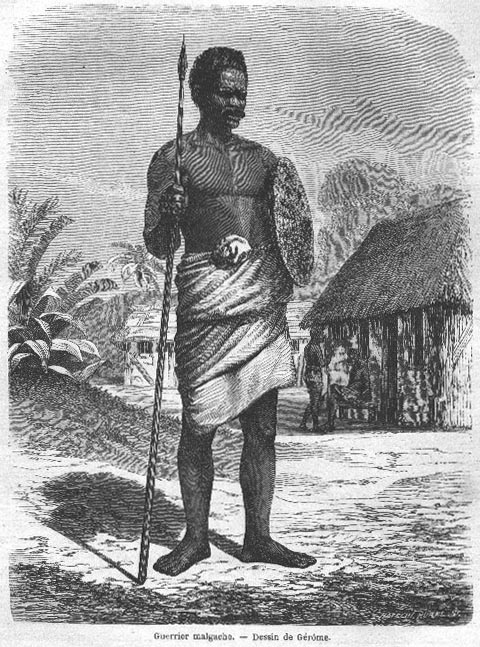 Guerrier malgache. — Dessin de Gérôme.